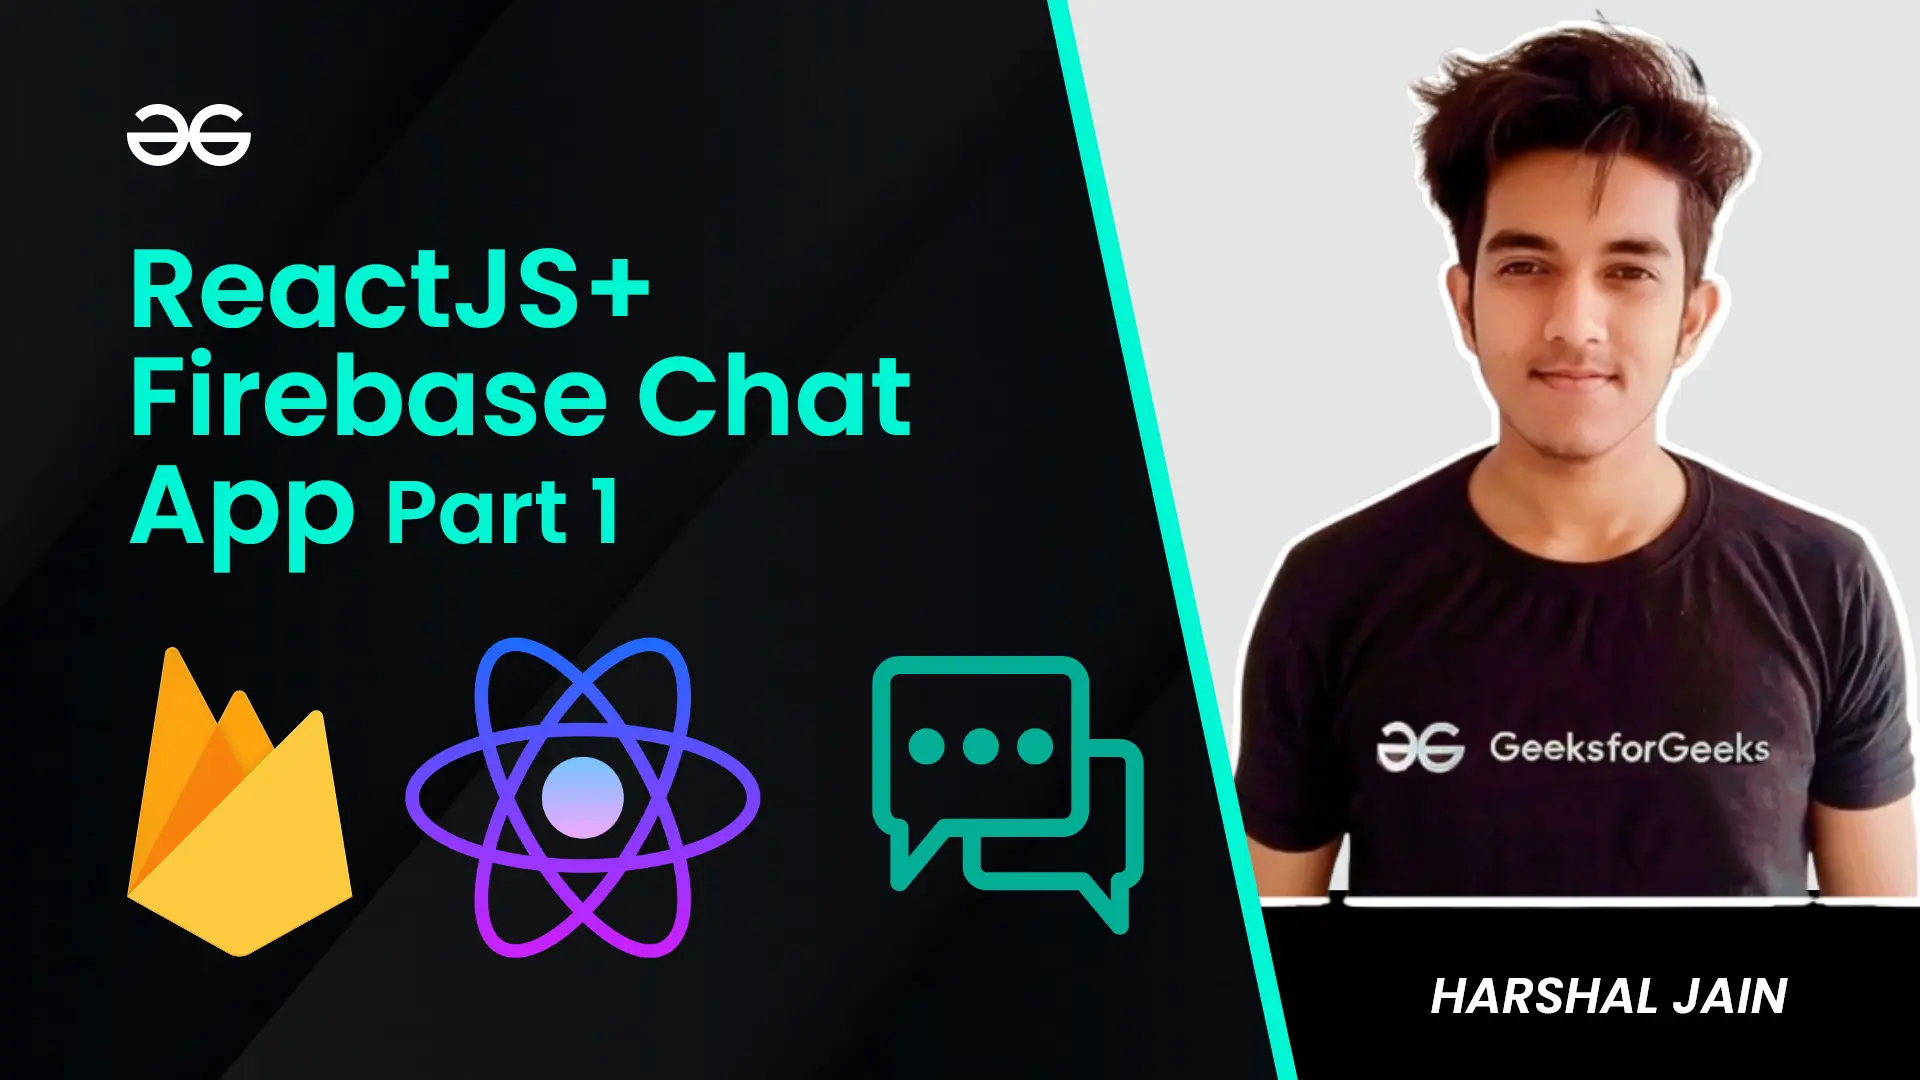 ReactJS+
Firebase Chat
App Part 1
GeeksforGeeks
HARSHAL JAIN